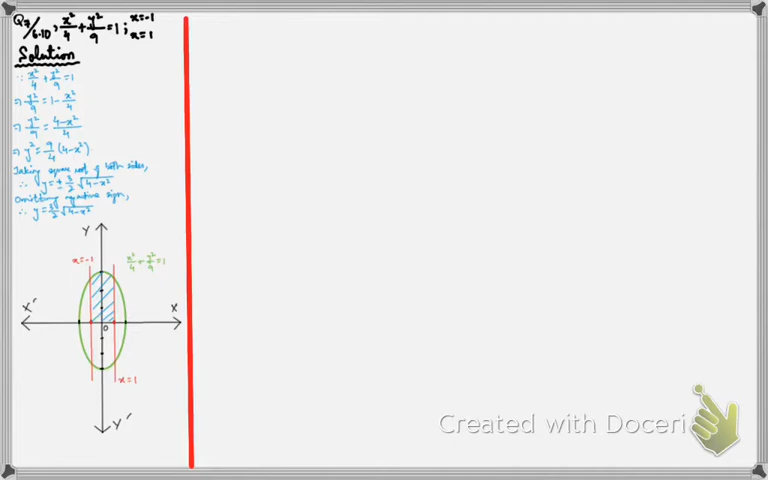 Q7/6.10, x²/4 + y²/9 = 1; x=-1
x=1
Solution
∵ x²/4 + y²/9 = 1
⇒ y²/9 = 1 - x²/4
⇒ y²/9 = 4-x²/4
⇒ y² = 9/4 (4-x²)
Taking square root of both sides,
∴ y = ± 3/2 √4-x²
Omitting negative sign,
∴ y = 3/2 √4-x²
Y
x=-1
x²/4 + y²/9 = 1
X′
X
O
x=1
Y′
Created with Doceri